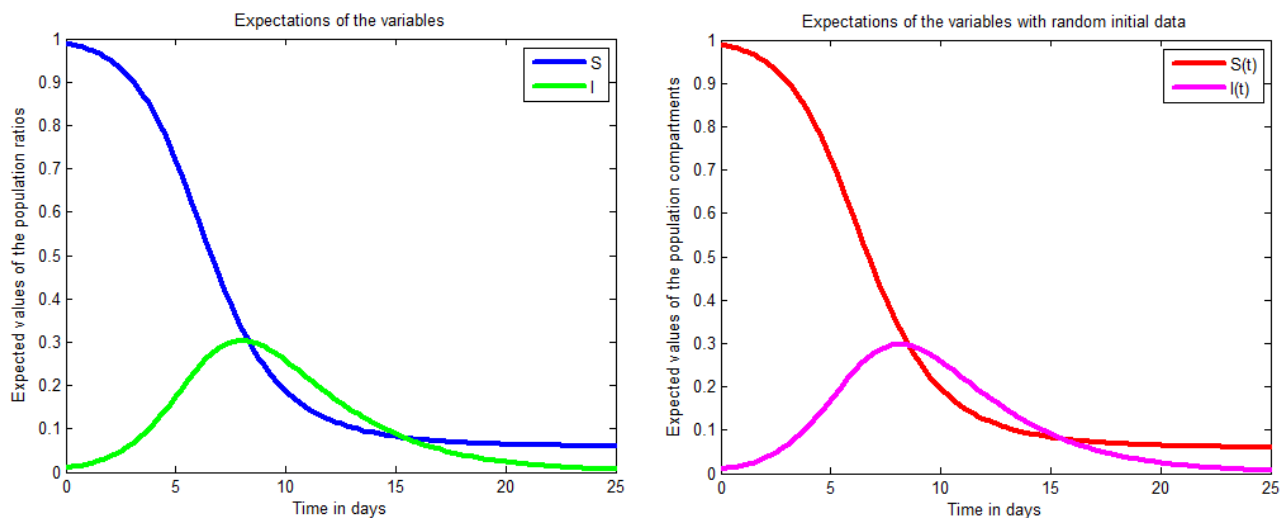 Expectations of the variables
Expected values of the population ratios
1
0.9
0.8
0.7
0.6
0.5
0.4
0.3
0.2
0.1
0
S
I
0 5 10 15 20 25
Time in days
Expectations of the variables with random initial data
Expected values of the population compartments
1
0.9
0.8
0.7
0.6
0.5
0.4
0.3
0.2
0.1
0
S(t)
I(t)
0 5 10 15 20 25
Time in days